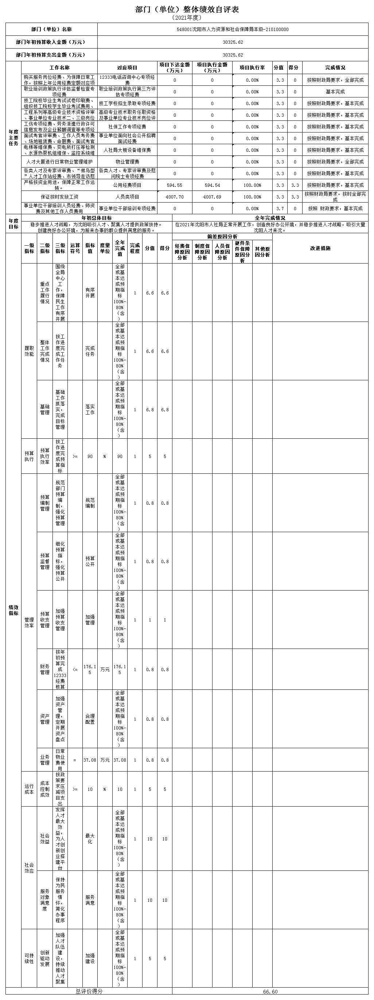 部门（单位）整体绩效自评表
（2021年度）
部门（单位）名称 548001沈阳市人力资源和社会保障局本级-210100000
部门年初预算收入金额（万元） 30325.62
部门年初预算支出金额（万元） 30325.62
年度主要任务
工作名称 对应项目 项目下达金额（万元） 项目执行金额（万元） 项目执行率 分值 得分 完成情况
购买服务岗位经费、为保障日常工作，按照上年公用经费定额对应项 12333电话咨询中心专项经费 0 0 0.00% 3.3 0 按照财政局要求，全部完成
职业培训政策执行评估监督检查专项经费 职业培训政策执行第三方评估专项经费 0 0 0.00% 3.3 0 基本完成
技工院校毕业生考试试卷印刷费、组织技工院校学生毕业考试费用、 技工学校招生录取专项经费 0 0 0.00% 3.3 0 按照财政局要求，基本完成
工程系列等高级专业技术资格评审、事业单位专业技术二、三级岗位 高级专业技术职务任职资格及事业单位专业技术岗位评 0 0 0.00% 3.3 0 按照财政局要求，基本完成
工伤专项经费、劳务派遣行政许可信息发布及企业薪酬调查等专项经 社保工作专项经费 0 0 0.00% 3.3 0 按照财政局要求，基本完成
面试考官评审费、工作人员考务费、场地租赁费、命题费、面试考官 事业单位面向社会公开招聘面试经费 0 0 0.00% 3.3 0 按照财政局要求，基本完成
电梯等维保费、变电所打压等检测、水源热泵机组维保、监控系统维 人社局大楼设备维保费 0 0 0.00% 3.3 0 按照财政局要求，基本完成
人才大厦进行日常物业管理维护 物业管理费 0 0 0.00% 3.3 0 按照财政局要求，全部完成
各类人才及专家评审费、“候鸟型”人才工作站经费、市领导走访慰 各类人才、专家评审费及慰问院士专项经费 0 0 0.00% 3.3 0 按照财政局要求，基本完成
严格按资金用途，保障正常工作运转。 公用经费项目 594.55 594.54 100.00% 3.3 3.3 按照财政局要求，基本完成
保证按时发放工资 人员类项目 4007.70 4007.69 100.00% 3.3 3.3 按照财政局要求，按时全部完成
事业单位干部培训人员经费、师资费及其他工作人员费用 事业单位干部培训专项经费 0 0 0.00% 3.7 0 按照 财政要求，基本完成
年度目标
年初总体目标 全年完成情况
稳步推进人才战略，为沈阳吸引人才、聚集人才提供政策扶持。
创建良好办公环境，为前来办事的群众提供满意的服务。
在2021年沈阳市人社局正常开展工作，创造良好办公环境，并稳步推进人才战略，吸引大量沈阳人才来沈。
绩效指标
一级指标 二级指标 三级指标 运算符号 指标值 度量单位 全年完成值 完成程度 分值 得分 偏差原因分析 改进措施
经费保障原因分析 制度保障原因分析 人员保障原因分析 硬件条件保障原因分析 其他原因分析
履职效能 重点工作履行情况 围绕全局中心工作，保障民生工作有序开展 有序开展 全部或基本达成预期指标100%-80%（含） 1 6.6 6.6
整体工作完成情况 按工作进度完成工作任务 完成任务 全部或基本达成预期指标100%-80%（含） 1 6.6 6.6
基础管理 基础工作抓落实，完成目标管理 落实工作 全部或基本达成预期指标100%-80%（含） 1 6.8 6.8
预算执行 预算执行效率 按工作进度完成预算指标 >= 90 % 90 1 5 5
管理效率 预算编制管理 规范部门预算编制，强化预算管理 规范编制 全部或基本达成预期指标100%-80%（含） 1 0.8 0.8
预算监督管理 细化预算指标，强化预算公开 预算公开 全部或基本达成预期指标100%-80%（含） 1 0.8 0.8
预算收支管理 加强预算收支管理 加强管理 全部或基本达成预期指标100%-80%（含） 1 1 1
财务管理 按年初预算完成12333经费核算 <= 176.15 万元 176.15 1 0.8 0.8
资产管理 加强资产管理，定期开展资产盘点 合理配置 全部或基本达成预期指标100%-80%（含） 1 0.8 0.8
业务管理 日常物业费使用 = 37.08 万元 37.08 1 0.8 0.8
运行成本 成本控制成效 按政策要求压减项目支出 >= 10 % 10 1 5 5
社会效应 社会效益 发挥人才最大效益，为人才创新创业搭建平台 最大化 全部或基本达成预期指标100%-80%（含） 1 10 10
服务对象满意度 保持为民服务情怀，简化办事程序 服务满意 全部或基本达成预期指标100%-80%（含） 1 10 10
可持续性 创新驱动发展 加强人才队伍建设，持续推动人才聚集 加强建设 全部或基本达成预期指标100%-80%（含） 1 5 5
总评价得分 66.60